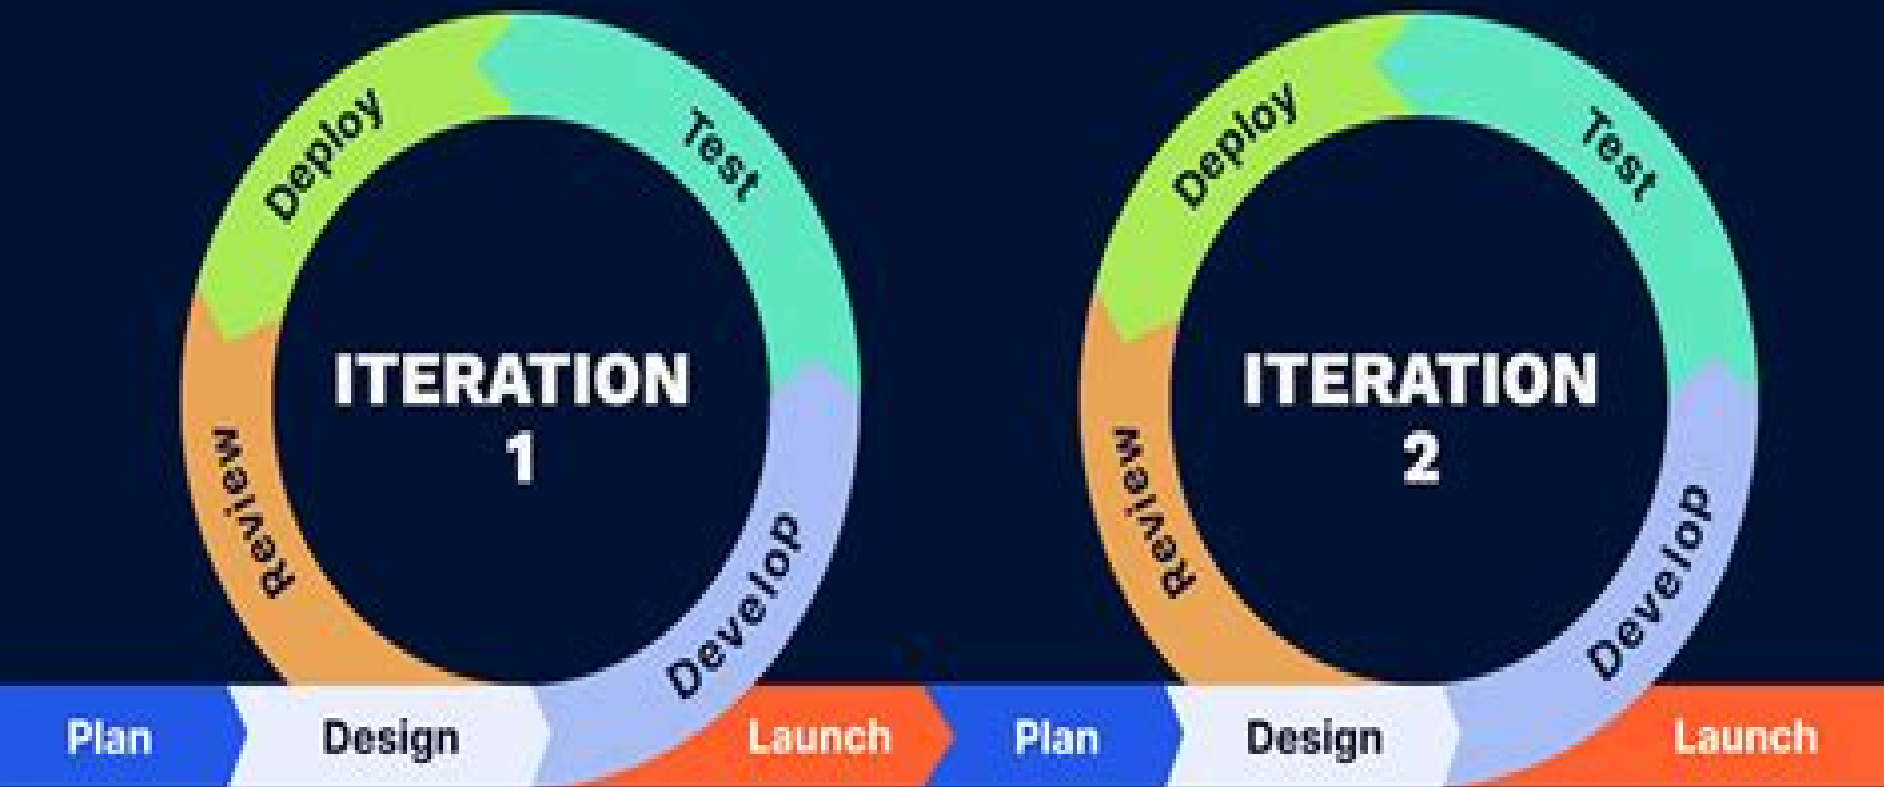 Deploy
Test
ITERATION
1
Review
Develop
Plan
Design
Launch
Deploy
Test
ITERATION
2
Review
Develop
Plan
Design
Launch